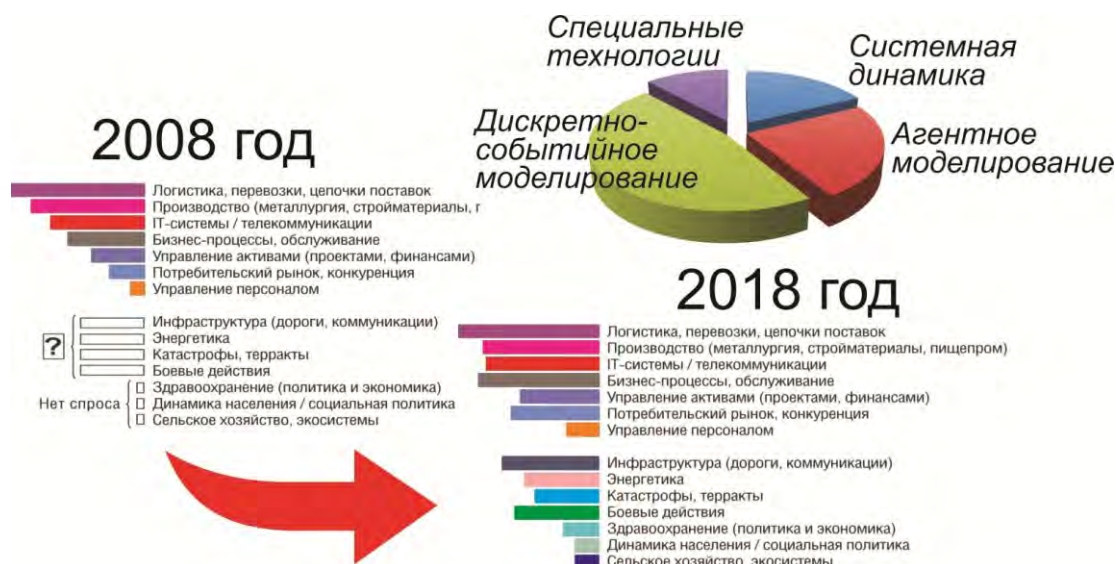 Специальные
технологии
Системная
динамика
Дискретно-
событийное
моделирование
Агентное
моделирование
2008 год
Логистика, перевозки, цепочки поставок
Производство (металлургия, стройматериалы, г
IT-системы / телекоммуникации
Бизнес-процессы, обслуживание
Управление активами (проектами, финансами)
Потребительский рынок, конкуренция
Управление персоналом
?
Инфраструктура (дороги, коммуникации)
Энергетика
Катастрофы, терракты
Боевые действия
Нет спроса
Здравоохранение (политика и экономика)
Динамика населения / социальная политика
Сельское хозяйство, экосистемы
2018 год
Логистика, перевозки, цепочки поставок
Производство (металлургия, стройматериалы, пищепром)
IT-системы / телекоммуникации
Бизнес-процессы, обслуживание
Управление активами (проектами, финансами)
Потребительский рынок, конкуренция
Управление персоналом
Инфраструктура (дороги, коммуникации)
Энергетика
Катастрофы, терракты
Боевые действия
Здравоохранение (политика и экономика)
Динамика населения / социальная политика
Сельское хозяйство, экосистемы